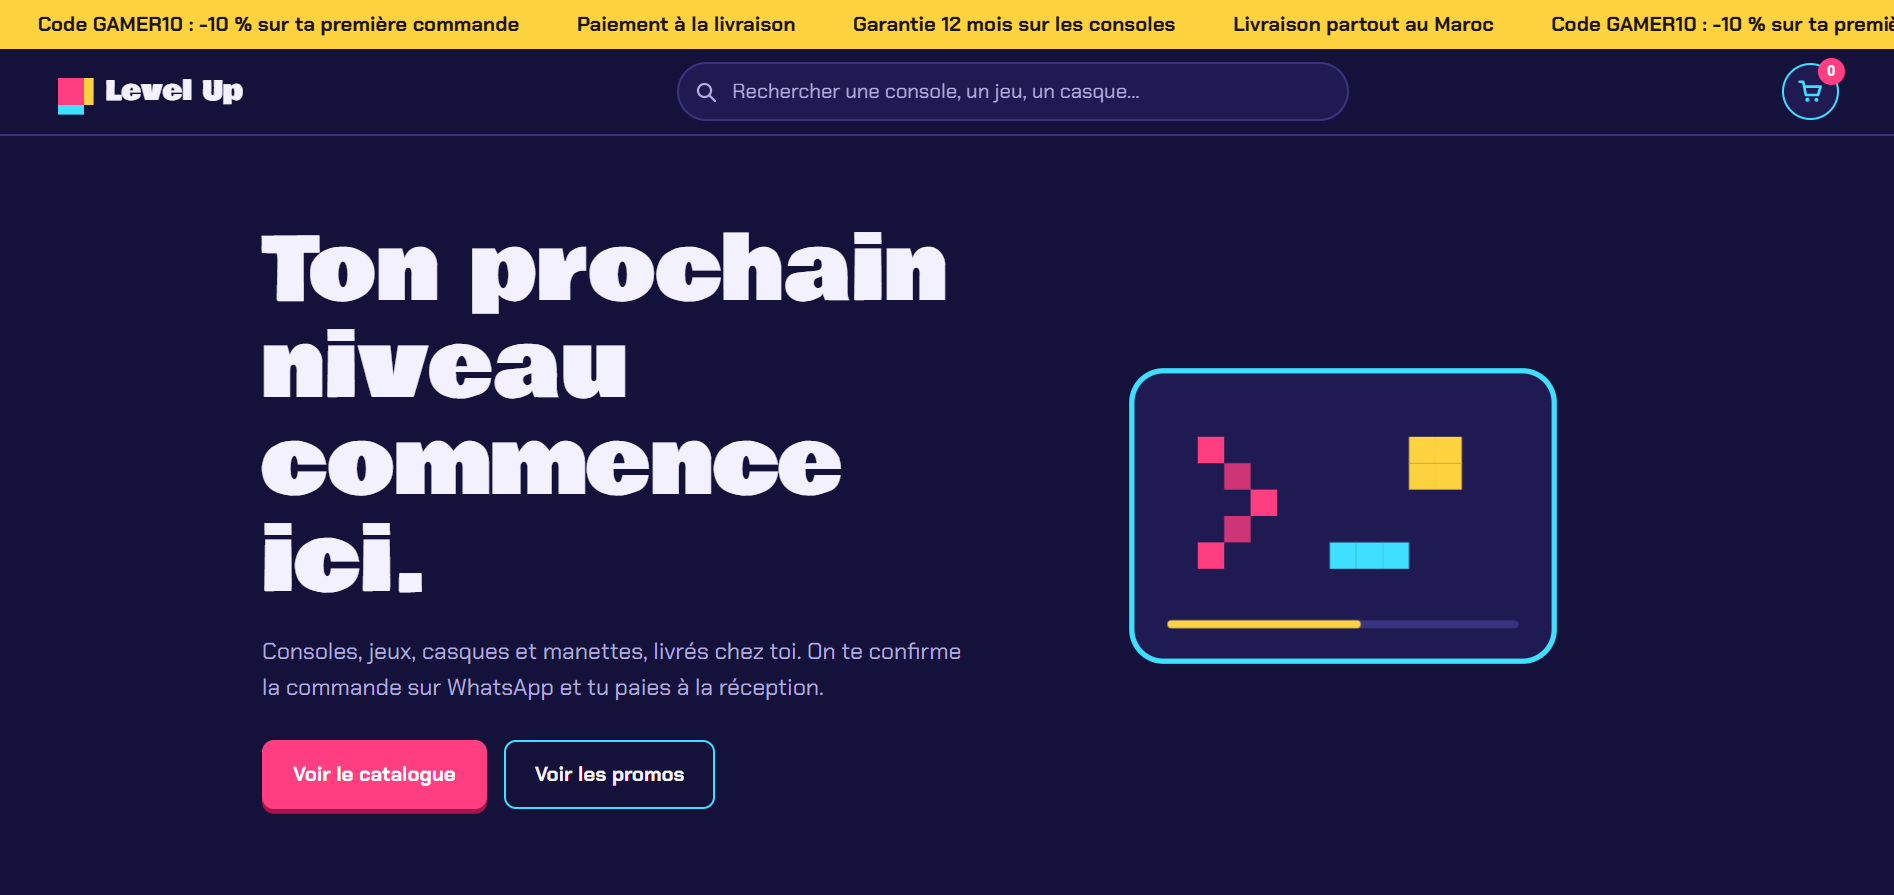 Code GAMER10 : -10 % sur ta première commande Paiement à la livraison Garantie 12 mois sur les consoles Livraison partout au Maroc Code GAMER10 : -10 % sur ta
Level Up
Rechercher une console, un jeu, un casque...
0
Ton prochain
niveau
commence
ici.
Consoles, jeux, casques et manettes, livrés chez toi. On te confirme
la commande sur WhatsApp et tu paies à la réception.
Voir le catalogue
Voir les promos